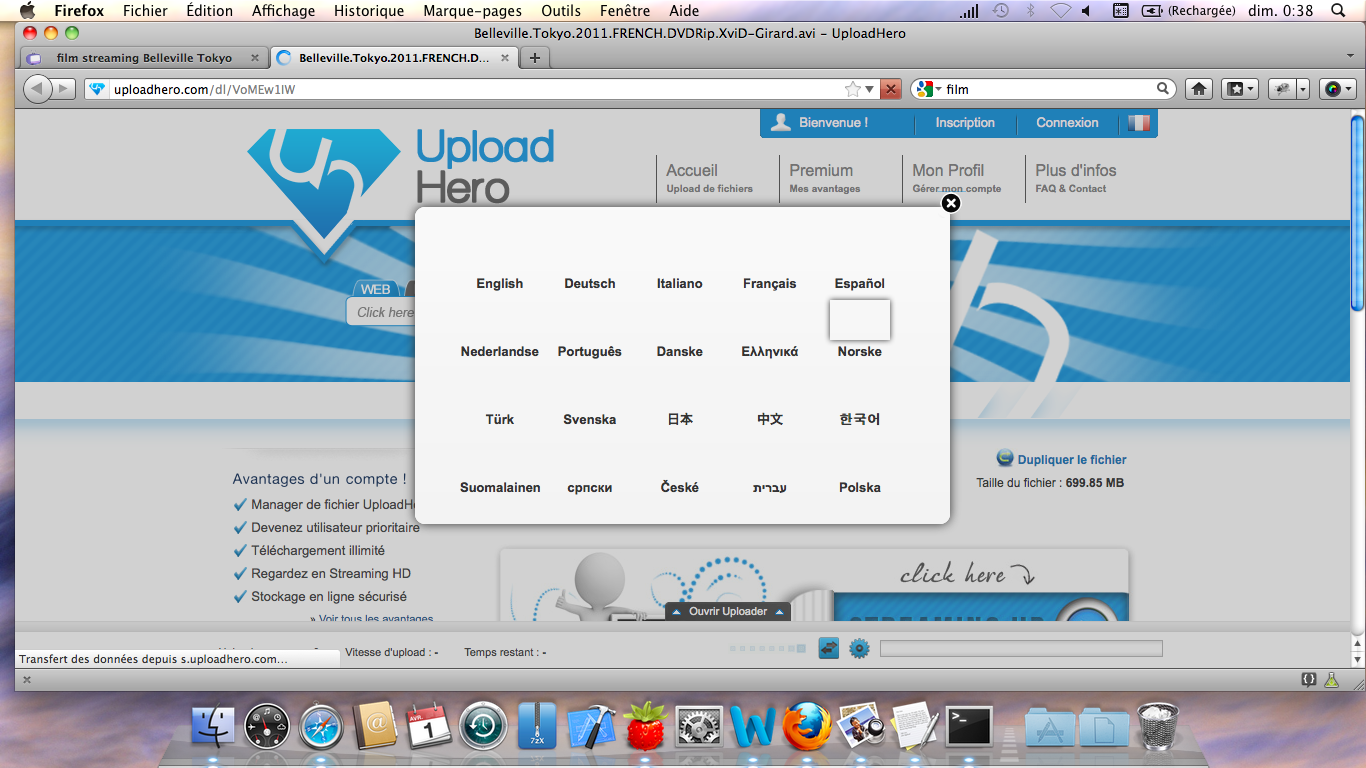 Firefox Fichier Édition Affichage Historique Marque-pages Outils Fenêtre Aide (Rechargée) dim. 0:38
Belleville.Tokyo.2011.FRENCH.DVDRip.XviD-Girard.avi - UploadHero
film streaming Belleville Tokyo
Belleville.Tokyo.2011.FRENCH.D...
uploadhero.com/dl/VoMEw1lW
film
Bienvenue !
Inscription
Connexion
Upload
Hero
Accueil
Upload de fichiers
Premium
Mes avantages
Mon Profil
Gérer mon compte
Plus d'infos
FAQ & Contact
WEB
Click here
English Deutsch Italiano Français Español
Nederlandse Português Danske Ελληνικά Norske
Türk Svenska 日本 中文 한국어
Suomalainen српски České עברית Polska
Dupliquer le fichier
Taille du fichier : 699.85 MB
Avantages d'un compte !
Manager de fichier UploadHe
Devenez utilisateur prioritaire
Téléchargement illimité
Regardez en Streaming HD
Stockage en ligne sécurisé
» Voir tous les avantages
click here
Ouvrir Uploader
Vitesse d'upload : - Temps restant : -
Transfert des données depuis s.uploadhero.com...
AVR.
1
7zX